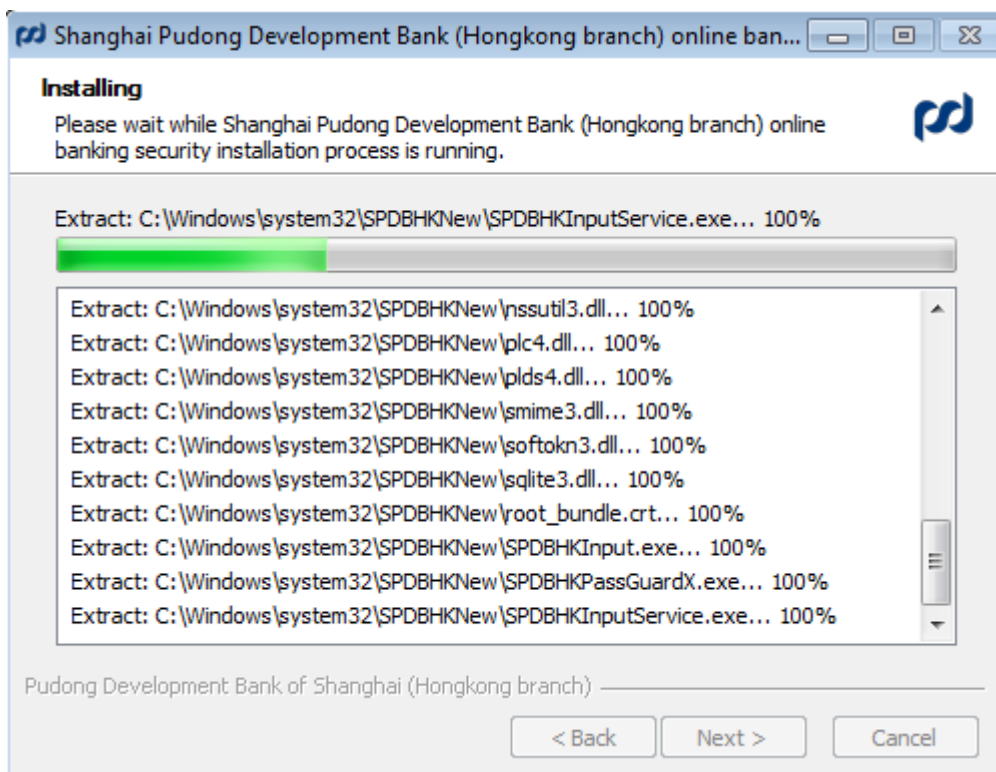 Shanghai Pudong Development Bank (Hongkong branch) online ban...
Installing
Please wait while Shanghai Pudong Development Bank (Hongkong branch) online
banking security installation process is running.
Extract: C:\Windows\system32\SPDBHKNew\SPDBHKInputService.exe... 100%
Extract: C:\Windows\system32\SPDBHKNew\nssutil3.dll... 100%
Extract: C:\Windows\system32\SPDBHKNew\plc4.dll... 100%
Extract: C:\Windows\system32\SPDBHKNew\plds4.dll... 100%
Extract: C:\Windows\system32\SPDBHKNew\smime3.dll... 100%
Extract: C:\Windows\system32\SPDBHKNew\softokn3.dll... 100%
Extract: C:\Windows\system32\SPDBHKNew\sqlite3.dll... 100%
Extract: C:\Windows\system32\SPDBHKNew\root_bundle.crt... 100%
Extract: C:\Windows\system32\SPDBHKNew\SPDBHKInput.exe... 100%
Extract: C:\Windows\system32\SPDBHKNew\SPDBHKPassGuardX.exe... 100%
Extract: C:\Windows\system32\SPDBHKNew\SPDBHKInputService.exe... 100%
Pudong Development Bank of Shanghai (Hongkong branch)
< Back Next > Cancel